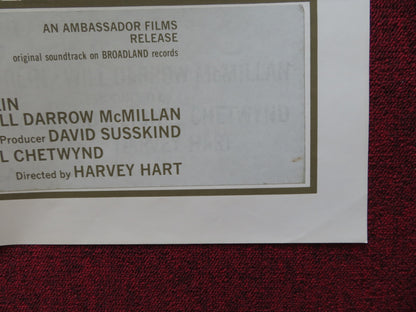 AN AMBASSADOR FILMS
RELEASE
original soundtrack on BROADLAND records
IN
LL DARROW McMILLAN
Producer DAVID SUSSKIND
L CHETWYND
Directed by HARVEY HART